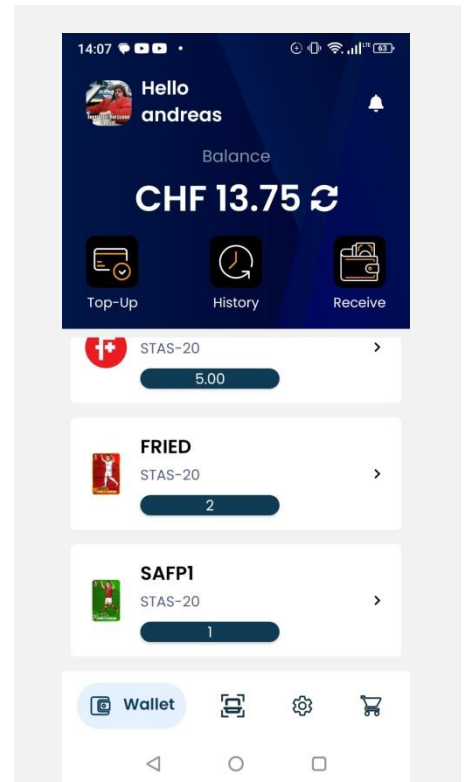 14:07
LTE 63
Hello
andreas
Balance
CHF 13.75
Top-Up
History
Receive
STAS-20
5.00
FRIED
STAS-20
2
SAFP1
STAS-20
1
Wallet